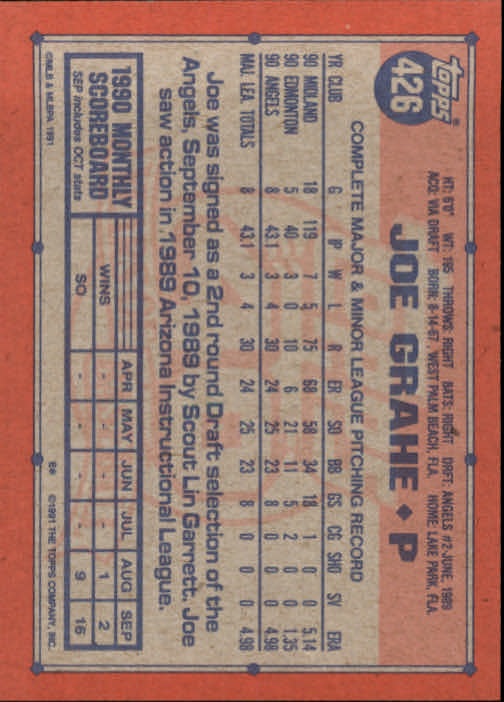 Topps®
426
JOE GRAHE ♦ P
HT: 6'0" WT: 195 THROWS: RIGHT BATS: RIGHT DRFT: ANGELS #2-JUNE, 1989
ACQ: VIA DRAFT BORN: 8-14-67, WEST PALM BEACH, FLA. HOME: LAKE PARK, FLA.
COMPLETE MAJOR & MINOR LEAGUE PITCHING RECORD
YR CLUB G IP W L R ER SO BB GS CG SHO SV ERA
90 MIDLAND 18 119 7 5 75 68 58 34 18 1 0 0 5.14
90 EDMONTON 5 40 3 0 10 6 21 11 5 2 0 0 1.35
90 ANGELS 8 43.1 3 4 30 24 25 23 8 0 0 0 4.98
MAJ. LEA. TOTALS 8 43.1 3 4 30 24 25 23 8 0 0 0 4.98
Joe was signed as a 2nd round Draft selection of the
Angels, September 10, 1989 by Scout Lin Garrett. Joe
saw action in 1989 Arizona Instructional League.
1990 MONTHLY
SCOREBOARD
SEP includes OCT stats
APR MAY JUN JUL AUG SEP
WINS - - - - 1 2
SO - - - - 9 16
©MLB & MLBPA 1991
E* ©1991 THE TOPPS COMPANY, INC.